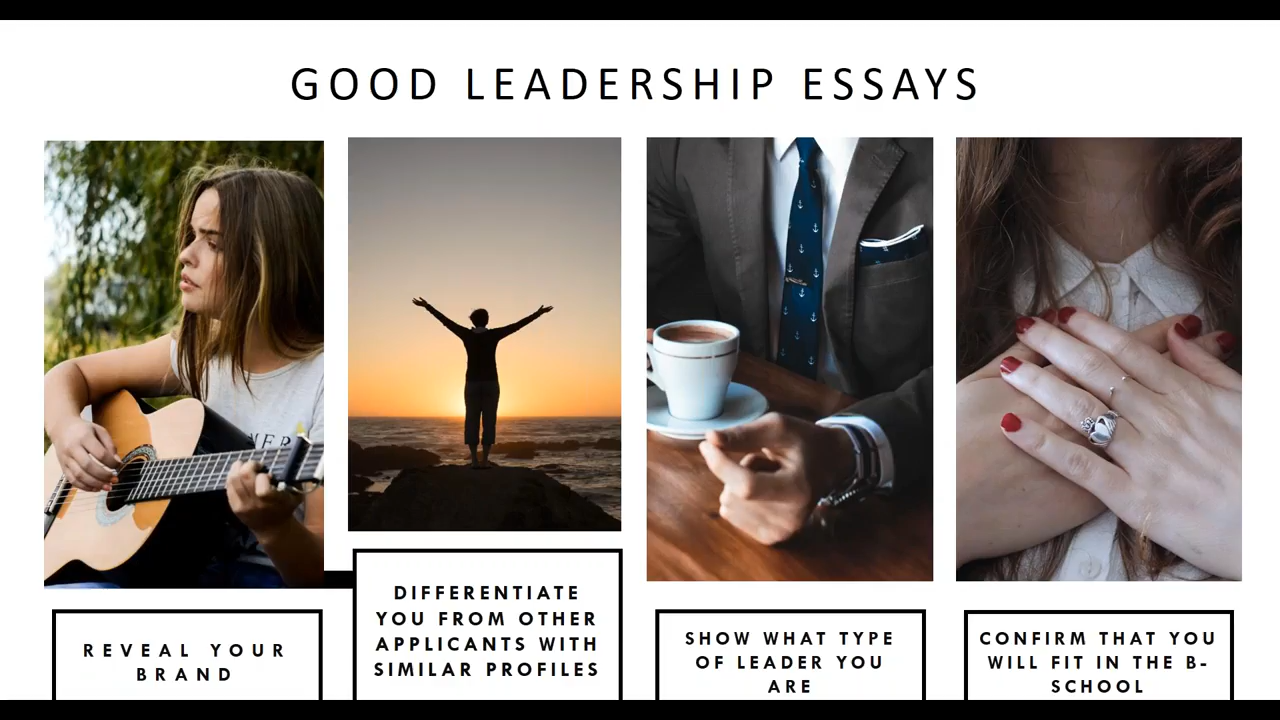 GOOD LEADERSHIP ESSAYS
NER
REVEAL YOUR
BRAND
DIFFERENTIATE
YOU FROM OTHER
APPLICANTS WITH
SIMILAR PROFILES
SHOW WHAT TYPE
OF LEADER YOU
ARE
CONFIRM THAT YOU
WILL FIT IN THE B-
SCHOOL